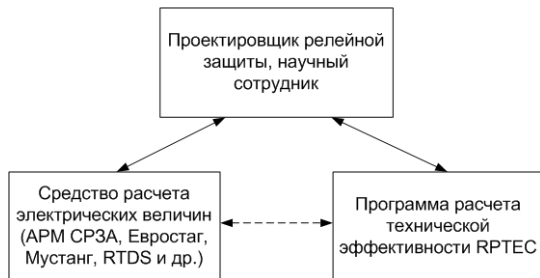 Проектировщик релейной
защиты, научный
сотрудник
Средство расчета
электрических величин
(АРМ СРЗА, Евростаг,
Мустанг, RTDS и др.)
Программа расчета
технической
эффективности RPTEC